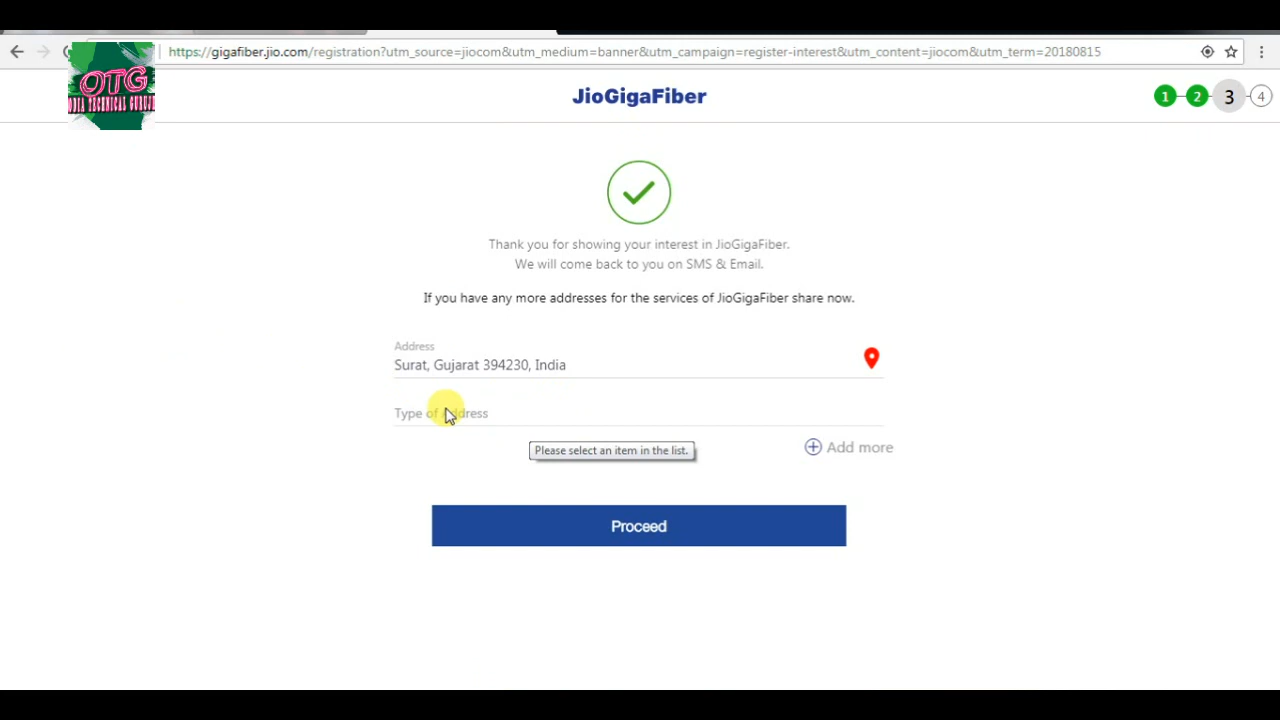 https://gigafiber.jio.com/registration?utm_source=jiocom&utm_medium=banner&utm_campaign=register-interest&utm_content=jiocom&utm_term=20180815
OTG
ODIA TECHNICAL GURUJI
JioGigaFiber
1 2 3 4
Thank you for showing your interest in JioGigaFiber.
We will come back to you on SMS & Email.
If you have any more addresses for the services of JioGigaFiber share now.
Address
Surat, Gujarat 394230, India
Type of Address
Please select an item in the list.
Add more
Proceed